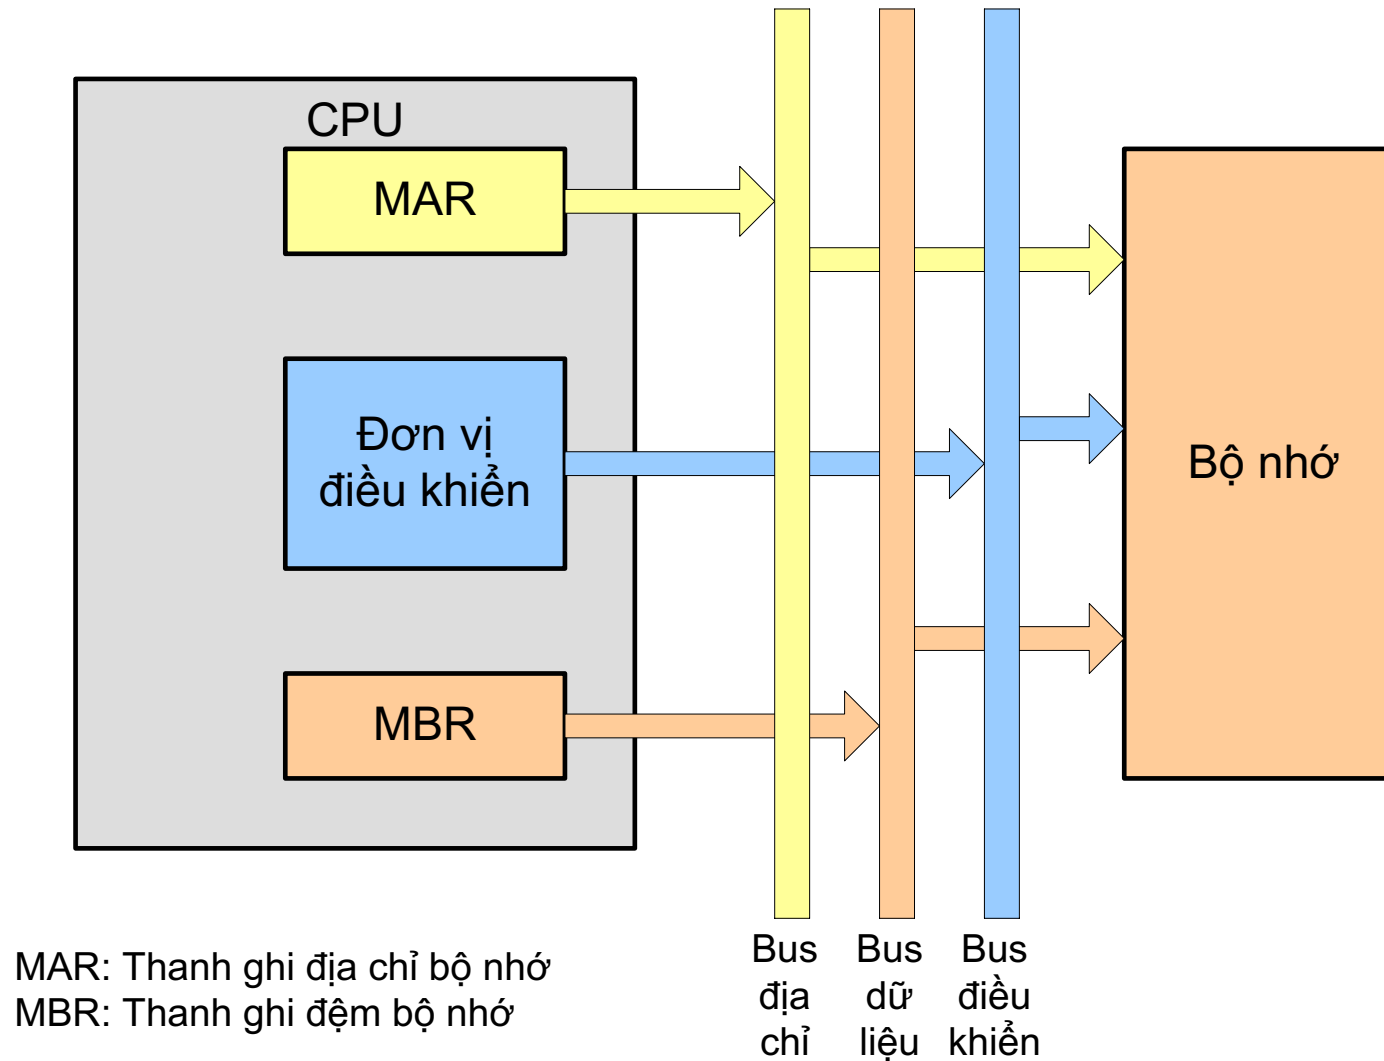 CPU
MAR
Đơn vị
điều khiển
MBR
Bộ nhớ
MAR: Thanh ghi địa chỉ bộ nhớ
MBR: Thanh ghi đệm bộ nhớ
Bus
địa
chỉ
Bus
dữ
liệu
Bus
điều
khiển